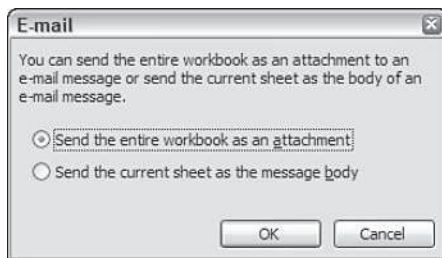 E-mail
You can send the entire workbook as an attachment to an
e-mail message or send the current sheet as the body of an
e-mail message.
Send the entire workbook as an attachment
Send the current sheet as the message body
OK Cancel